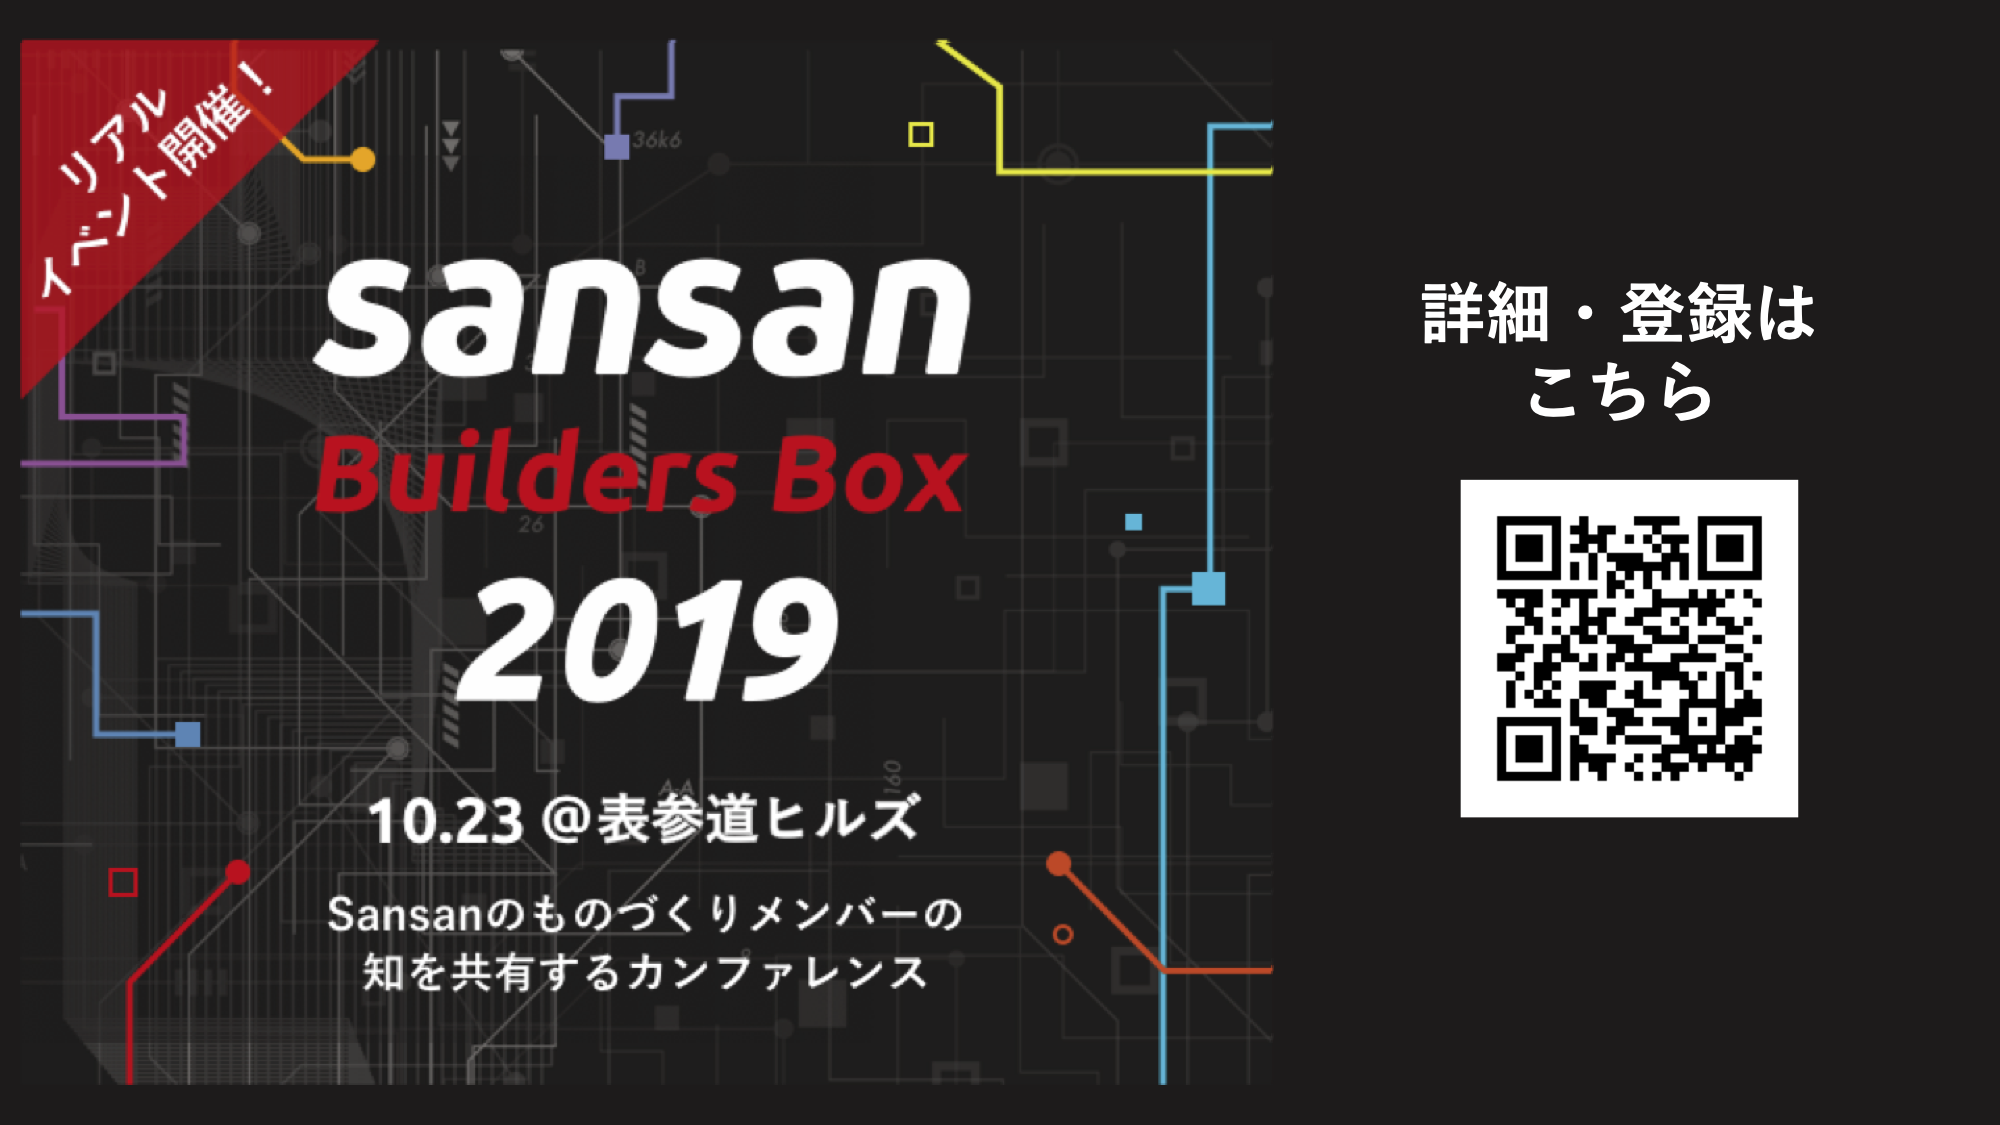 リアル
イベント開催！
36k6
sansan
Builders Box
26
2019
160
A-A
10.23 @表参道ヒルズ
Sansanのものづくりメンバーの
知を共有するカンファレンス
詳細・登録は
こちら